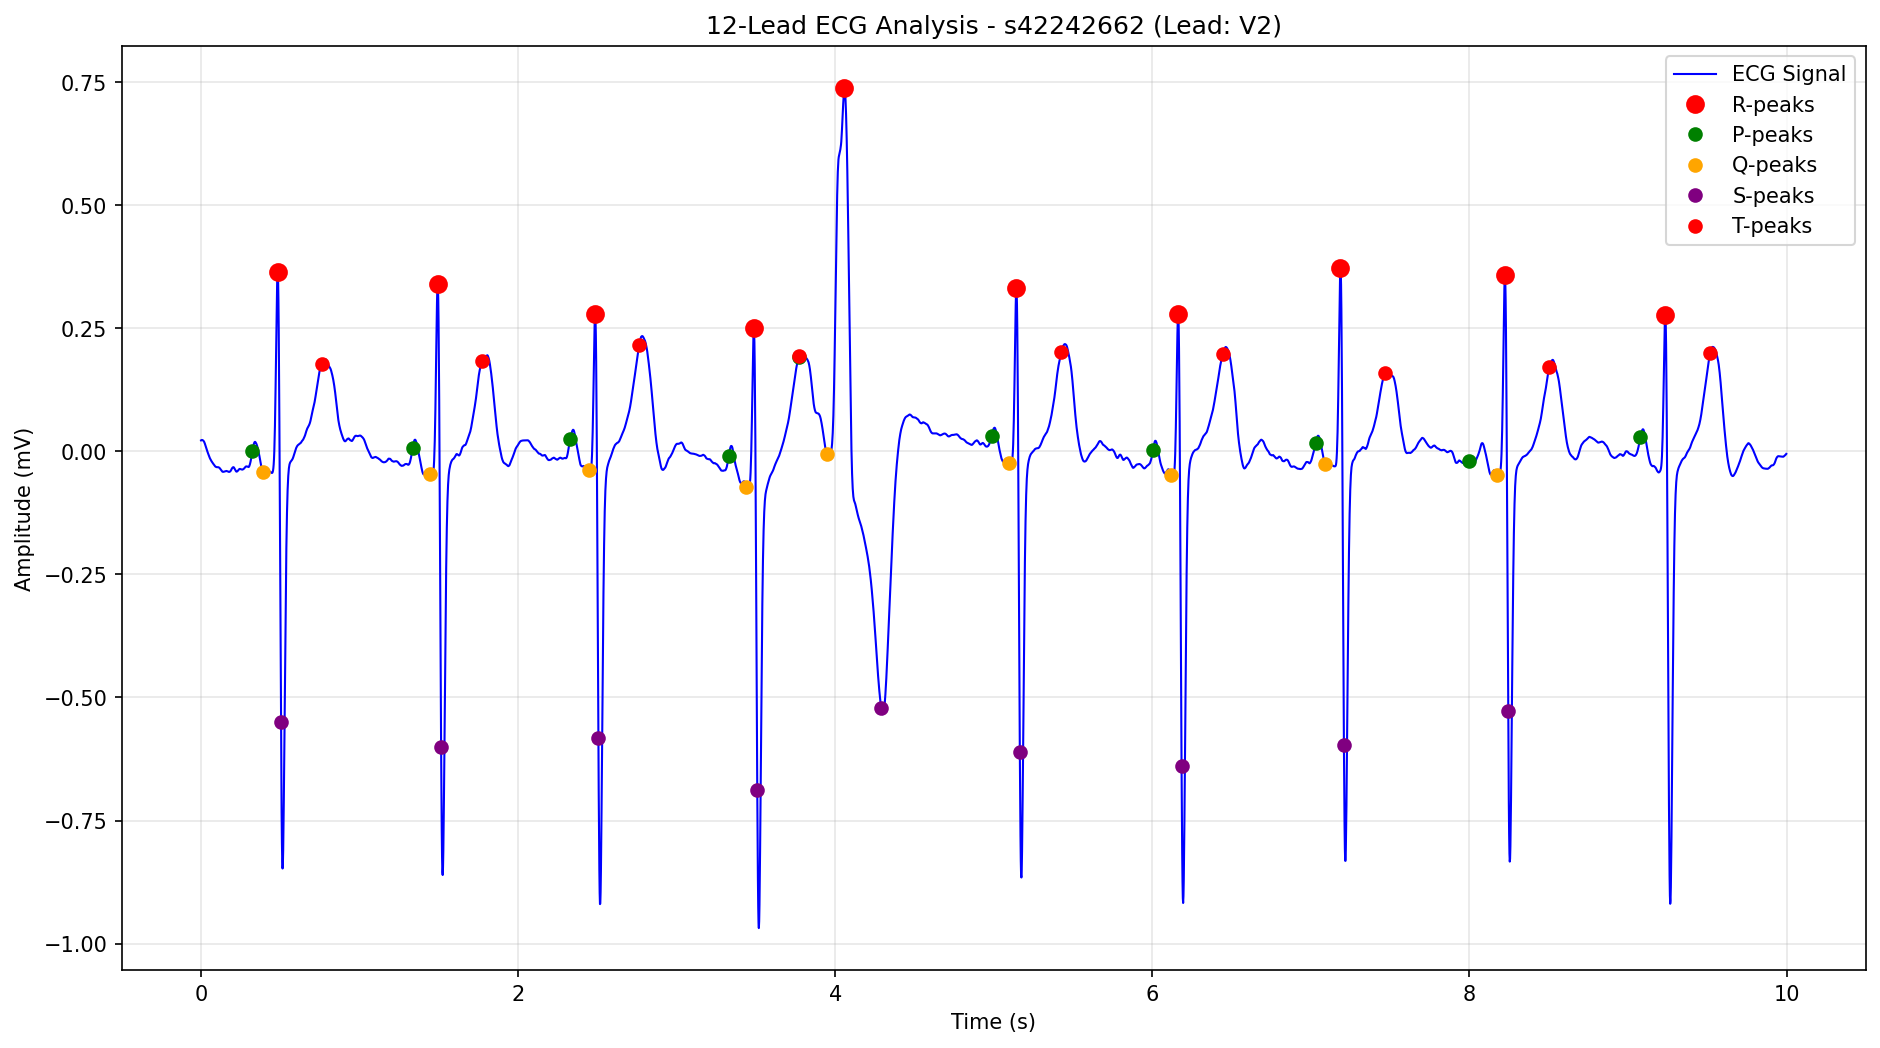 12-Lead ECG Analysis - s42242662 (Lead: V2)
ECG Signal
R-peaks
P-peaks
Q-peaks
S-peaks
T-peaks
Amplitude (mV)
0.75
0.50
0.25
0.00
−0.25
−0.50
−0.75
−1.00
0 2 4 6 8 10
Time (s)